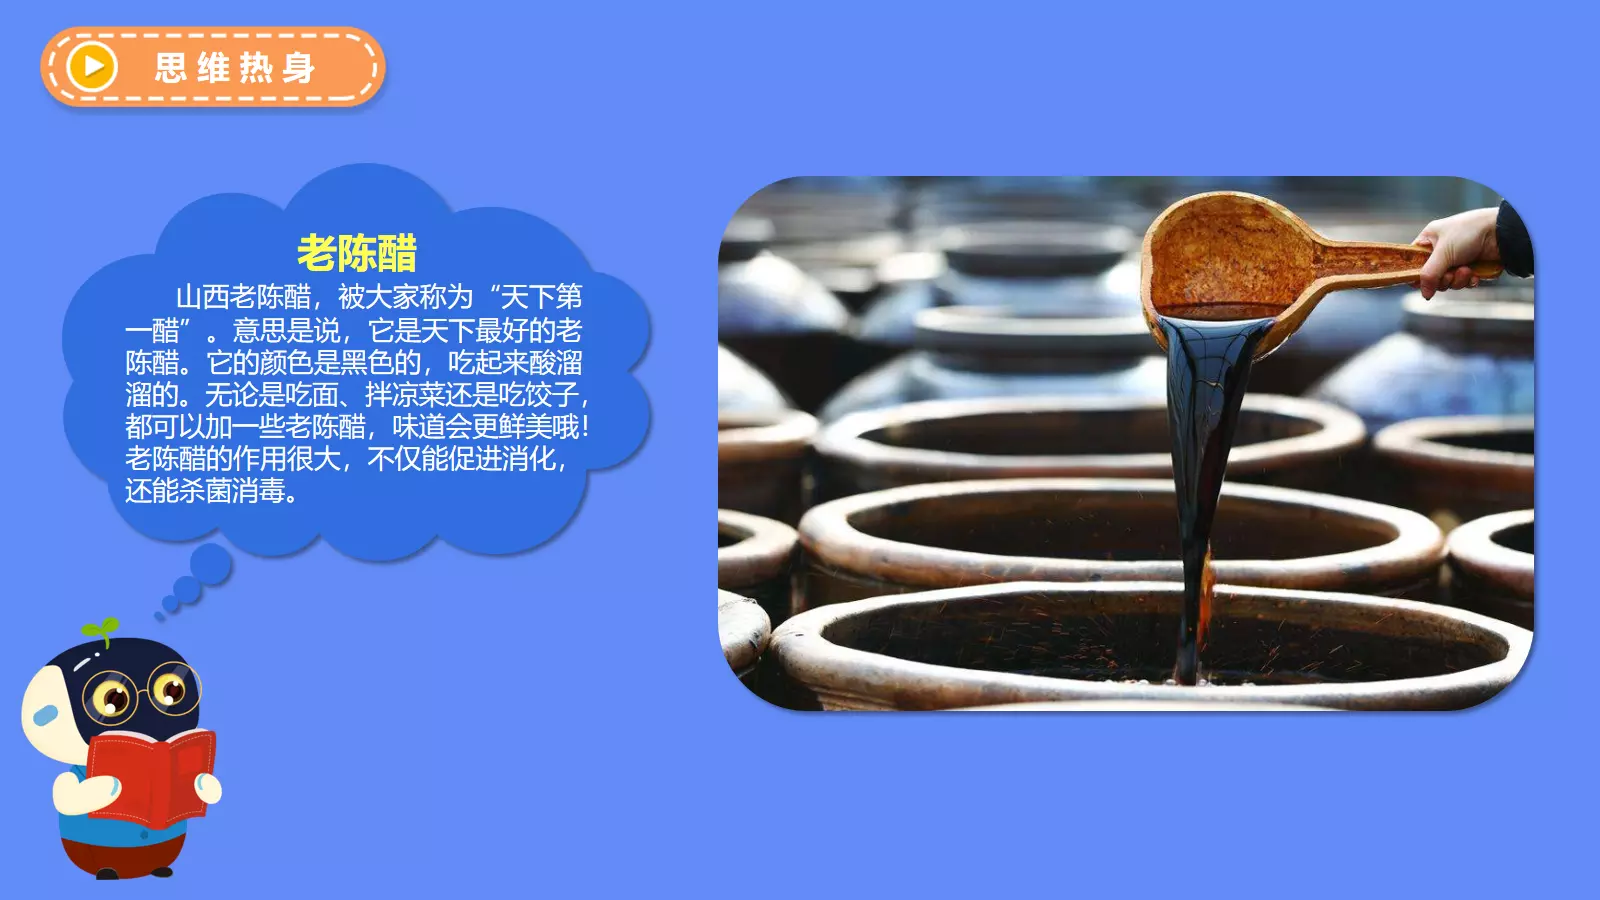 思维热身
老陈醋
山西老陈醋，被大家称为“天下第
一醋”。意思是说，它是天下最好的老
陈醋。它的颜色是黑色的，吃起来酸溜
溜的。无论是吃面、拌凉菜还是吃饺子，
都可以加一些老陈醋，味道会更鲜美哦！
老陈醋的作用很大，不仅能促进消化，
还能杀菌消毒。